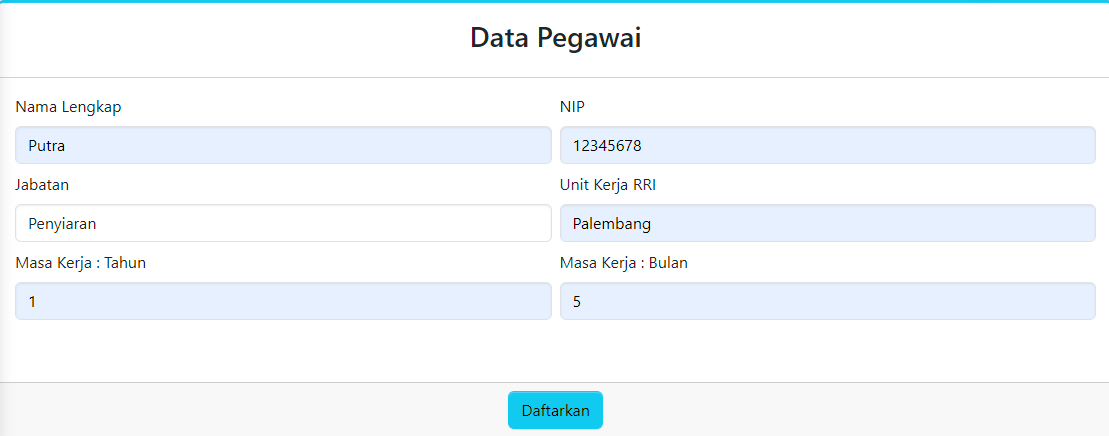 Data Pegawai
Nama Lengkap NIP
Putra 12345678
Jabatan Unit Kerja RRI
Penyiaran Palembang
Masa Kerja : Tahun Masa Kerja : Bulan
1 5
Daftarkan